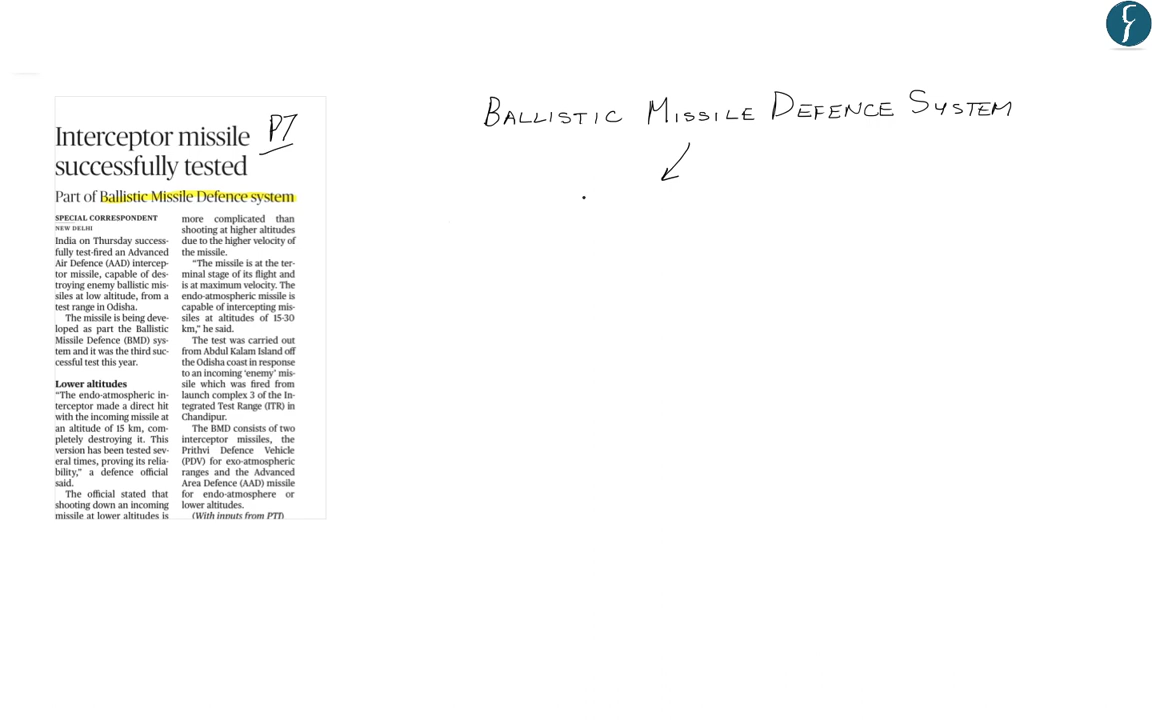 BALLISTIC MISSILE DEFENCE SYSTEM
Interceptor missile P7
successfully tested
Part of Ballistic Missile Defence system
SPECIAL CORRESPONDENT
NEW DELHI
India on Thursday success-
fully test-fired an Advanced
Air Defence (AAD) intercep-
tor missile, capable of des-
troying enemy ballistic mis-
siles at low altitude, from a
test range in Odisha.
The missile is being deve-
loped as part the Ballistic
Missile Defence (BMD) sys-
tem and it was the third suc-
cessful test this year.
Lower altitudes
"The endo-atmospheric in-
terceptor made a direct hit
with the incoming missile at
an altitude of 15 km, com-
pletely destroying it. This
version has been tested sev-
eral times, proving its relia-
bility," a defence official
said.
The official stated that
shooting down an incoming
missile at lower altitudes is
more complicated than
shooting at higher altitudes
due to the higher velocity of
the missile.
"The missile is at the ter-
minal stage of its flight and
is at maximum velocity. The
endo-atmospheric missile is
capable of intercepting mis-
siles at altitudes of 15-30
km," he said.
The test was carried out
from Abdul Kalam Island off
the Odisha coast in response
to an incoming 'enemy' mis-
sile which was fired from
launch complex 3 of the In-
tegrated Test Range (ITR) in
Chandipur.
The BMD consists of two
interceptor missiles, the
Prithvi Defence Vehicle
(PDV) for exo-atmospheric
ranges and the Advanced
Area Defence (AAD) missile
for endo-atmosphere or
lower altitudes.
(With inputs from PTI)